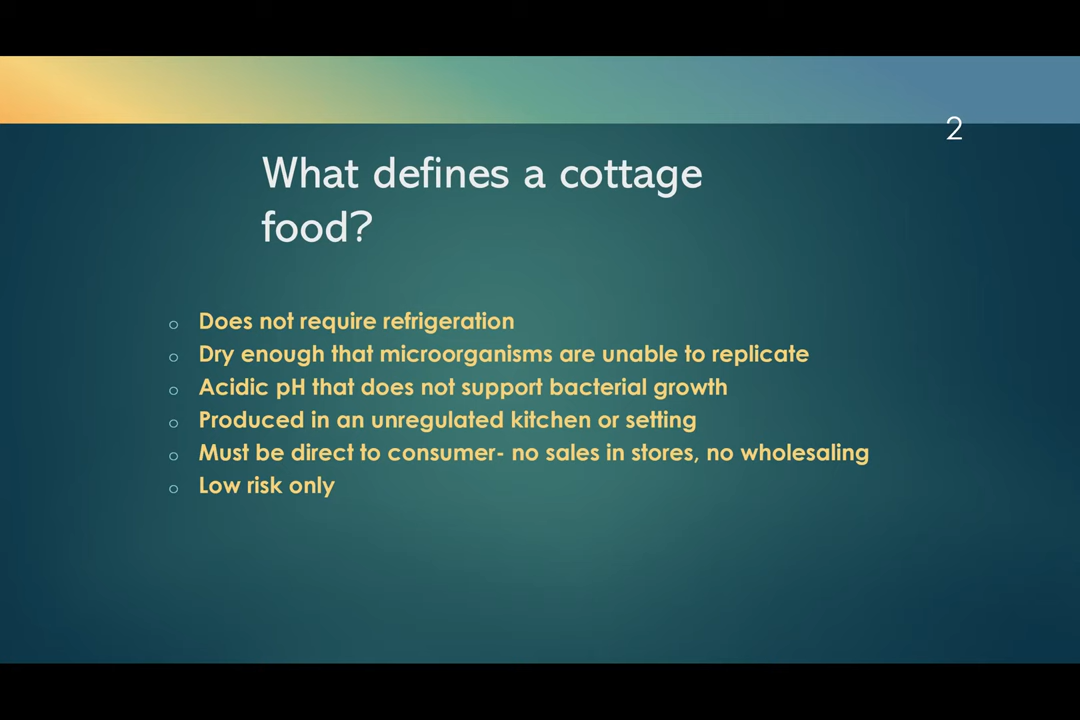 2
What defines a cottage
food?
Does not require refrigeration
Dry enough that microorganisms are unable to replicate
Acidic pH that does not support bacterial growth
Produced in an unregulated kitchen or setting
Must be direct to consumer- no sales in stores, no wholesaling
Low risk only